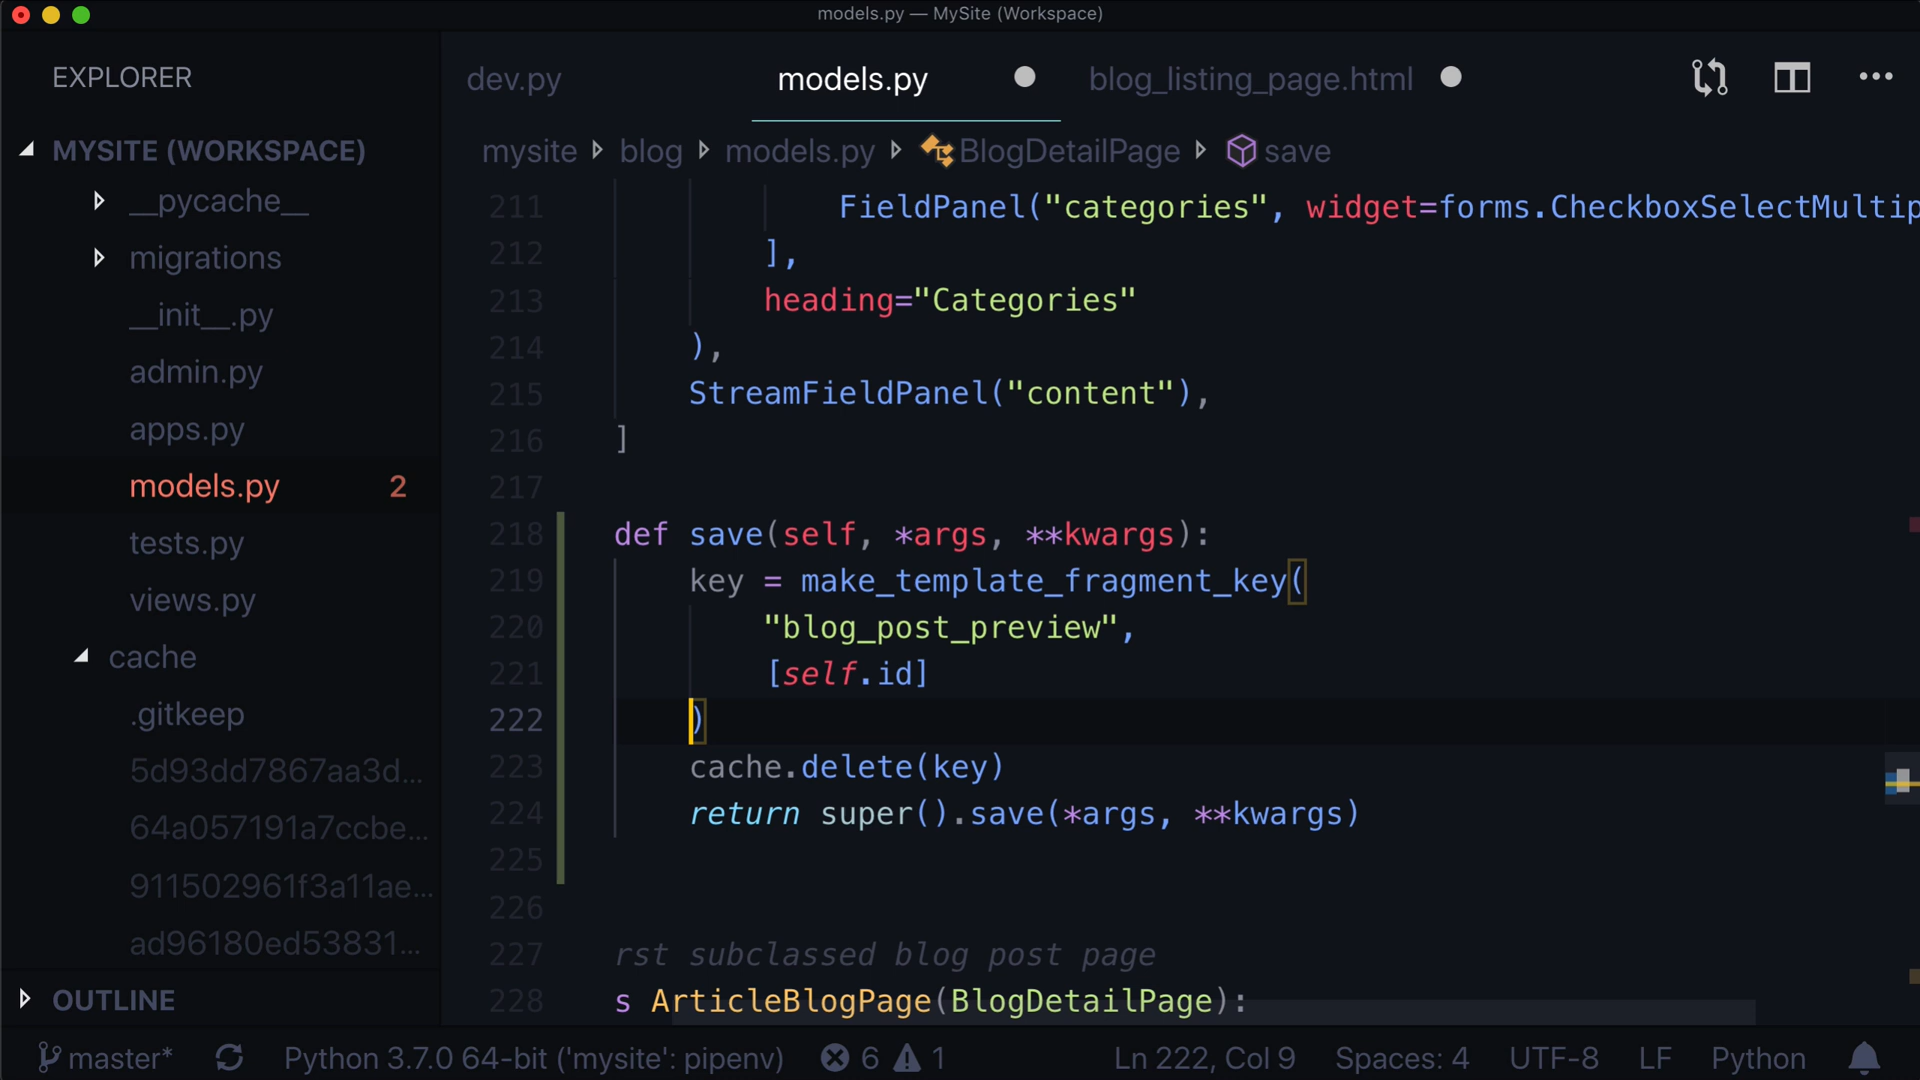 models.py — MySite (Workspace)
EXPLORER
dev.py
models.py
blog_listing_page.html
MYSITE (WORKSPACE)
mysite
blog
models.py
BlogDetailPage
save
__pycache__
migrations
__init__.py
admin.py
apps.py
models.py 2
tests.py
views.py
cache
.gitkeep
5d93dd7867aa3d...
64a057191a7ccbe...
911502961f3a11ae...
ad96180ed53831...
OUTLINE
211 FieldPanel("categories", widget=forms.CheckboxSelectMultip
212 ],
213 heading="Categories"
214 ),
215 StreamFieldPanel("content"),
216 ]
217
218 def save(self, *args, **kwargs):
219 key = make_template_fragment_key(
220 "blog_post_preview",
221 [self.id]
222 )
223 cache.delete(key)
224 return super().save(*args, **kwargs)
225
226
227 rst subclassed blog post page
228 s ArticleBlogPage(BlogDetailPage):
master* Python 3.7.0 64-bit ('mysite': pipenv) 6 1 Ln 222, Col 9 Spaces: 4 UTF-8 LF Python